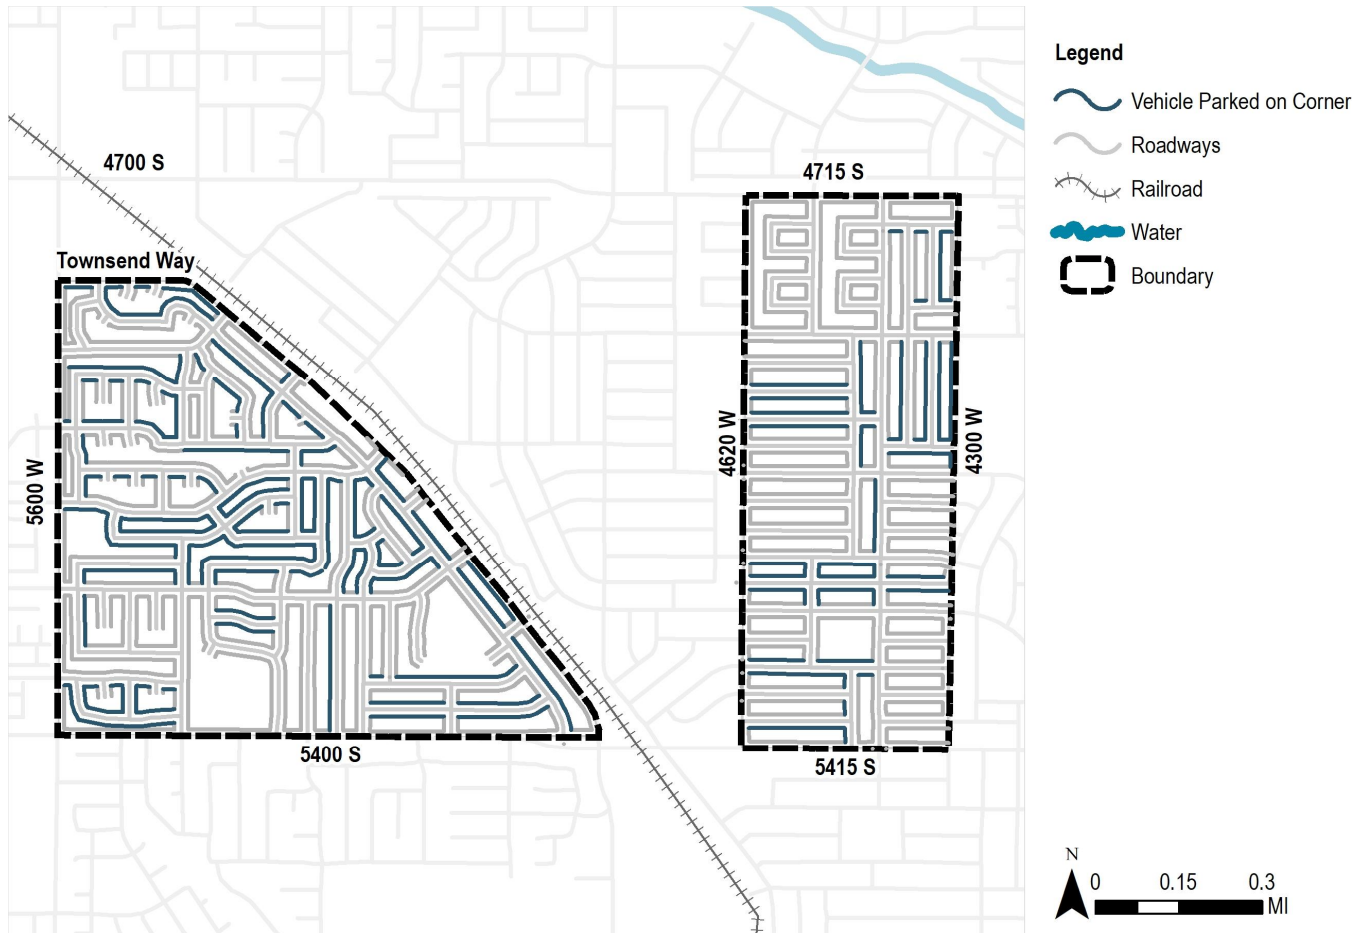 Legend
Vehicle Parked on Corner
Roadways
Railroad
Water
Boundary
4700 S
4715 S
Townsend Way
5600 W
4620 W
4300 W
5400 S
5415 S
N
0 0.15 0.3
MI